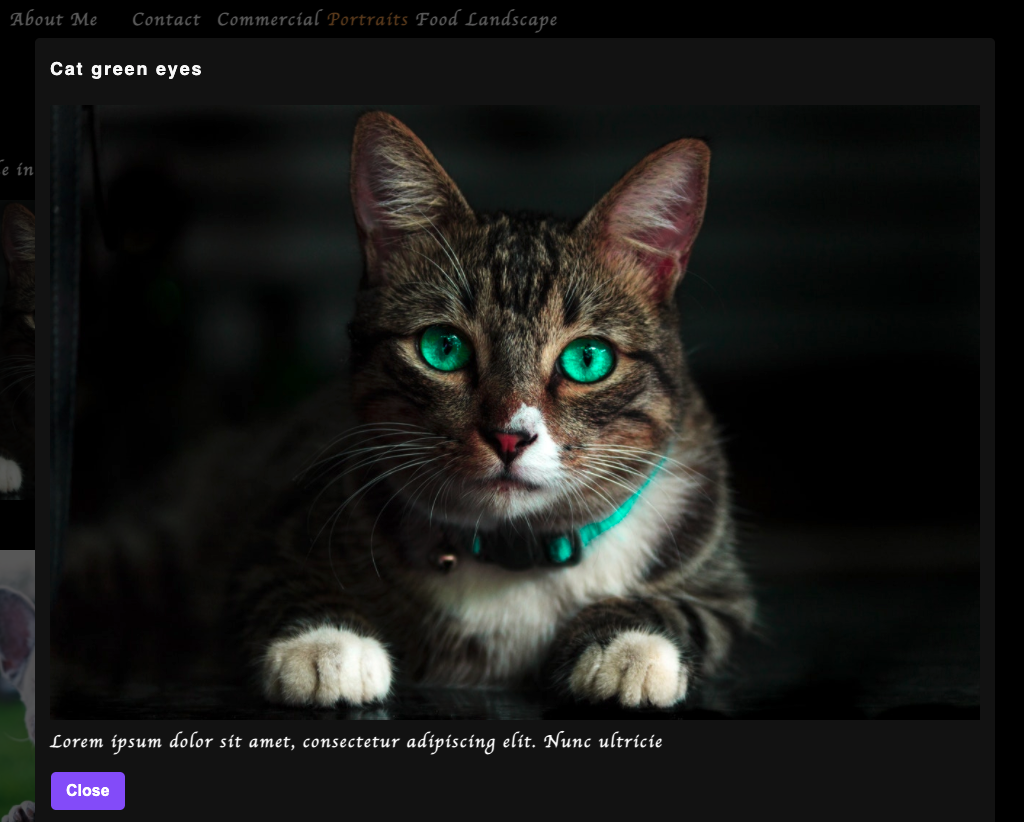 About Me Contact Commercial Portraits Food Landscape
Cat green eyes
Lorem ipsum dolor sit amet, consectetur adipiscing elit. Nunc ultricie
Close